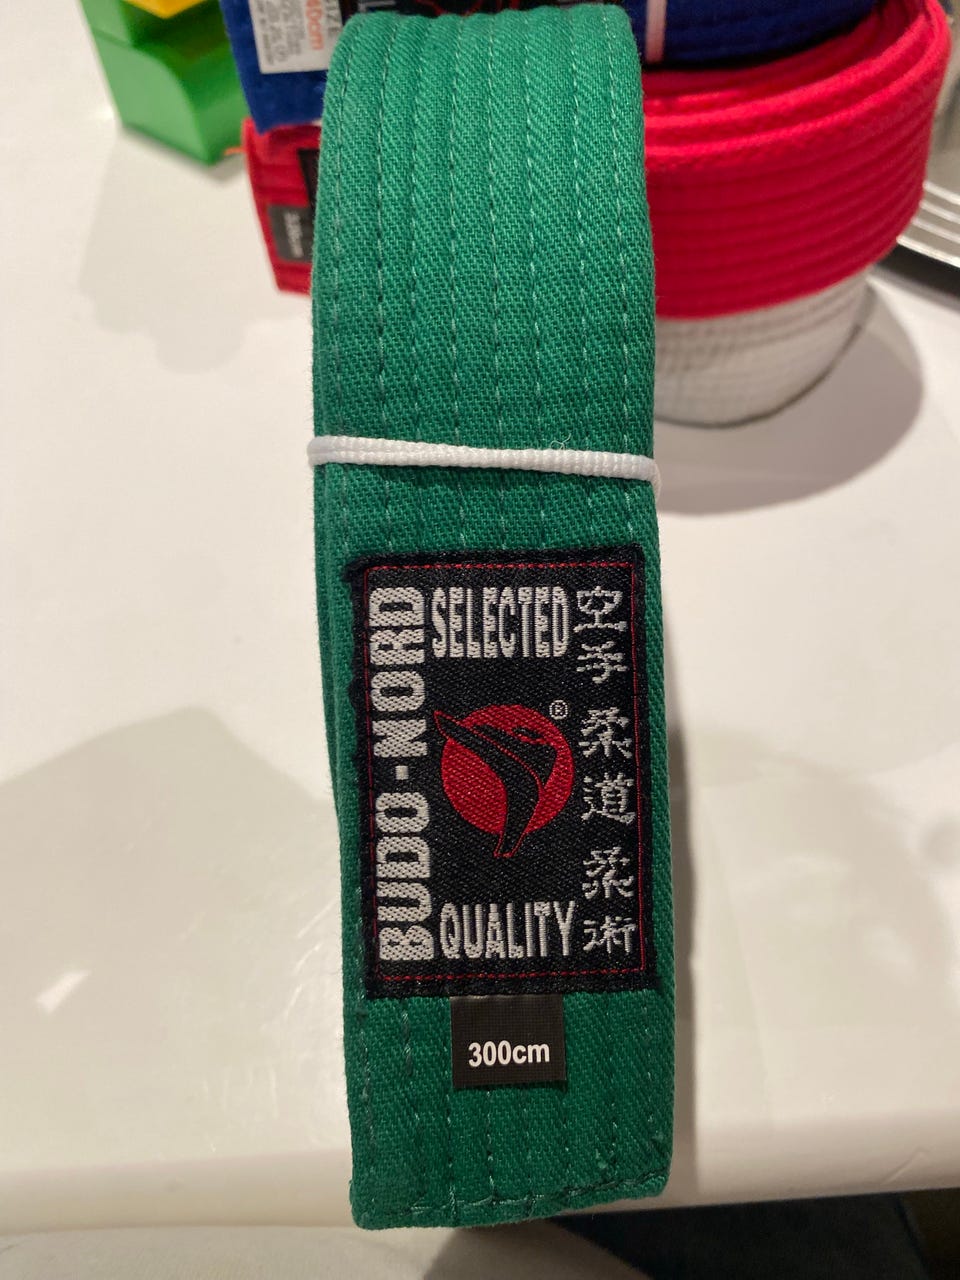 BUDO-NORD
SELECTED
®
QUALITY
空手
柔道
柔術
300cm